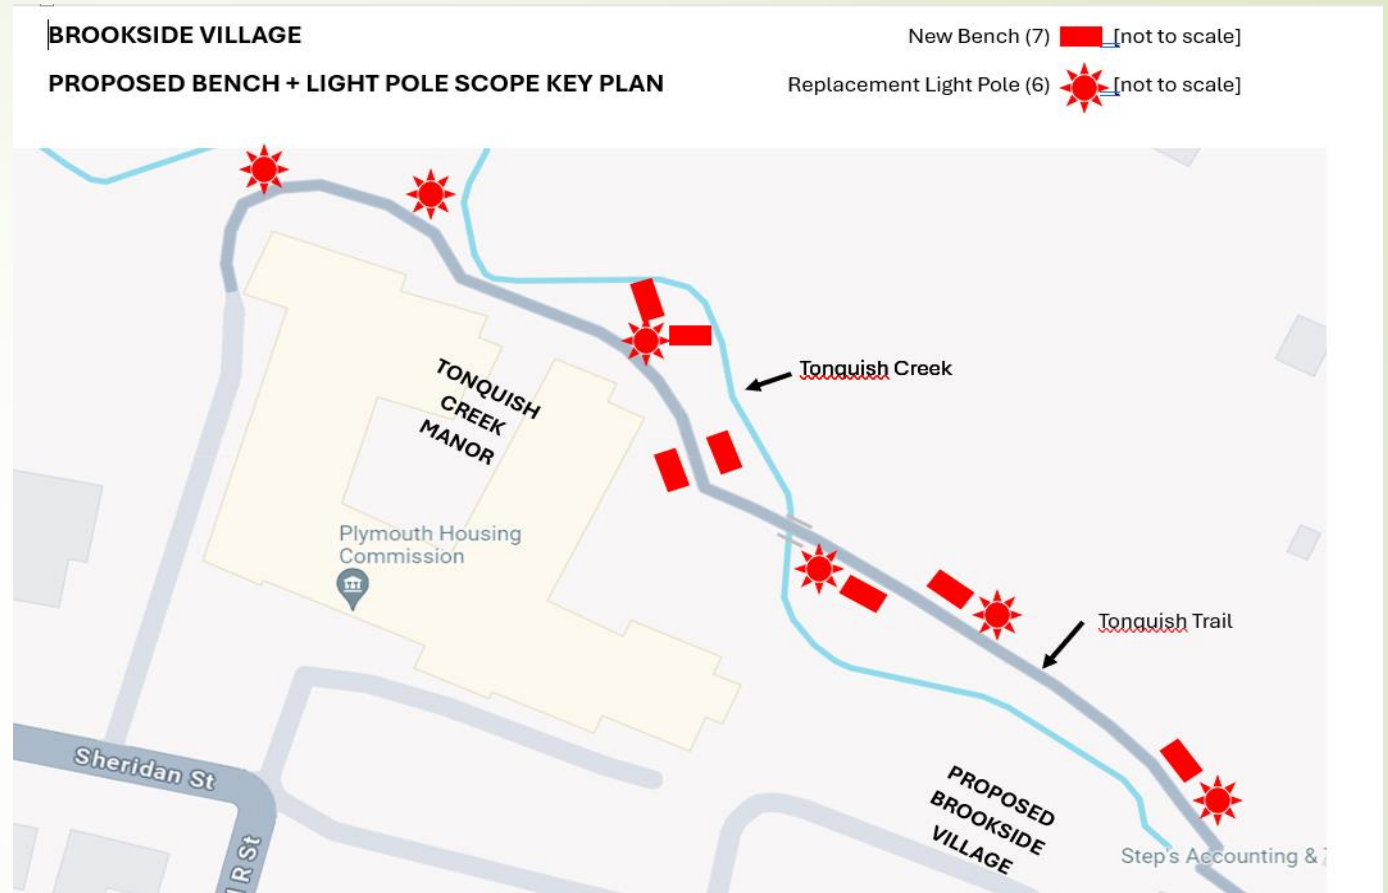 BROOKSIDE VILLAGE
New Bench (7) [not to scale]
PROPOSED BENCH + LIGHT POLE SCOPE KEY PLAN
Replacement Light Pole (6) [not to scale]
Tonquish Creek
TONQUISH
CREEK
MANOR
Plymouth Housing
Commission
Tonquish Trail
Sheridan St
PROPOSED
BROOKSIDE
VILLAGE
Step's Accounting &
R St